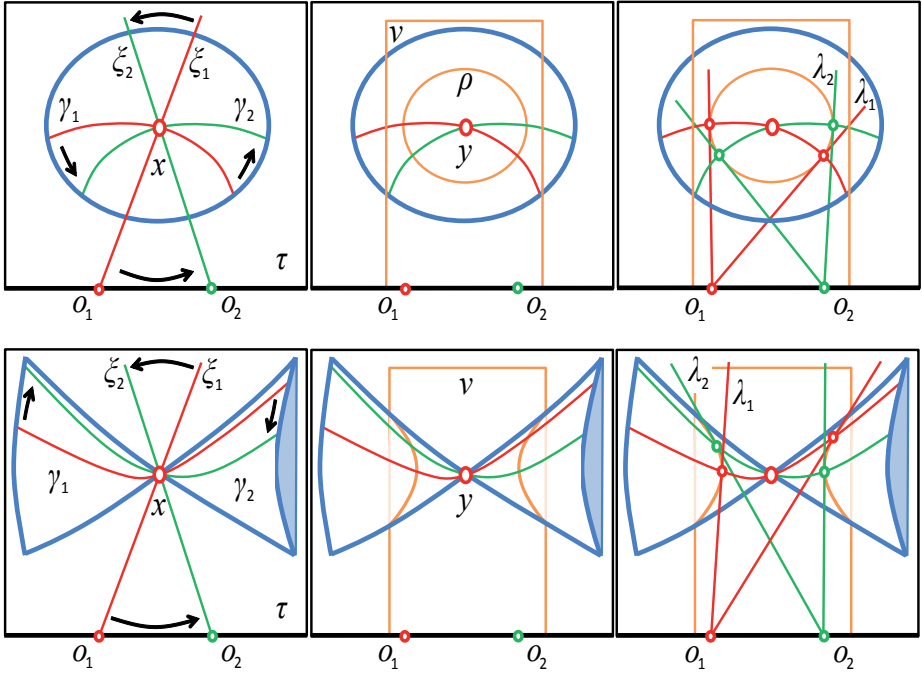 ξ₂ ξ₁
γ₁ γ₂
x
τ
o₁ o₂
v
ρ
y
o₁ o₂
λ₂
λ₁
o₁ o₂
ξ₂ ξ₁
γ₁ γ₂
x
τ
o₁ o₂
v
y
o₁ o₂
λ₂
λ₁
o₁ o₂